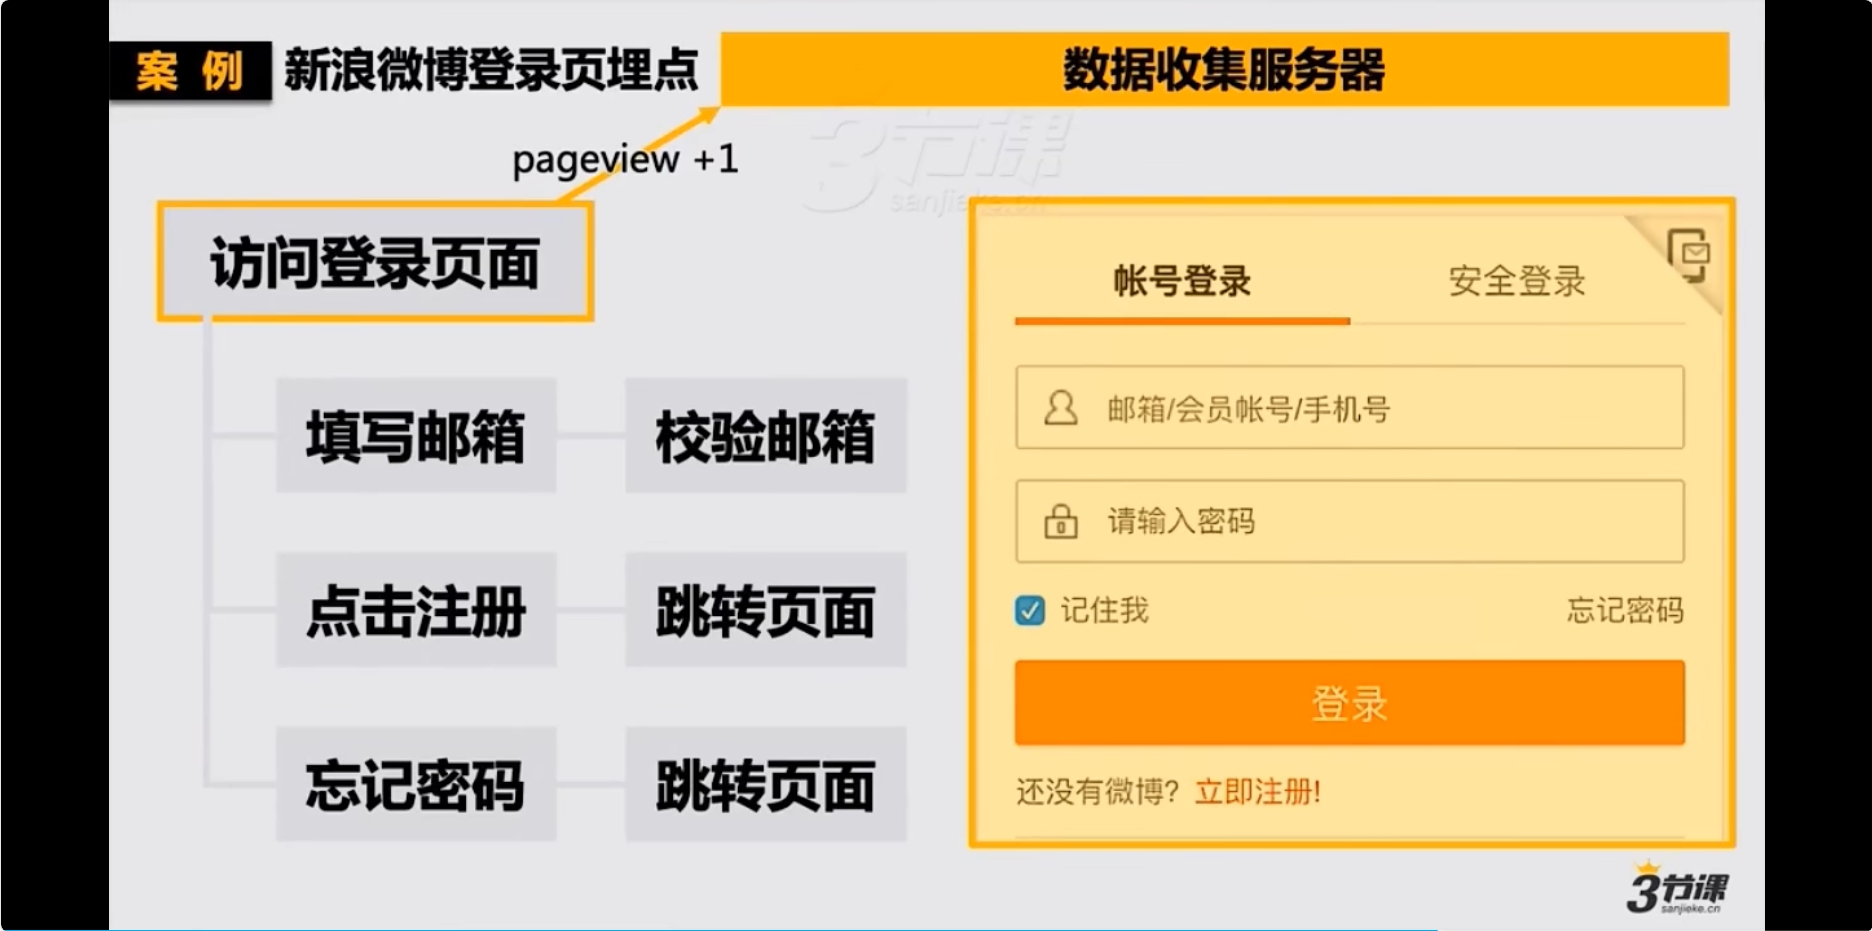 案例 新浪微博登录页埋点
数据收集服务器
pageview +1
3节课
sanjieke.cn
访问登录页面
填写邮箱 校验邮箱
点击注册 跳转页面
忘记密码 跳转页面
帐号登录 安全登录
邮箱/会员帐号/手机号
请输入密码
记住我 忘记密码
登录
还没有微博？立即注册!
3节课
sanjieke.cn